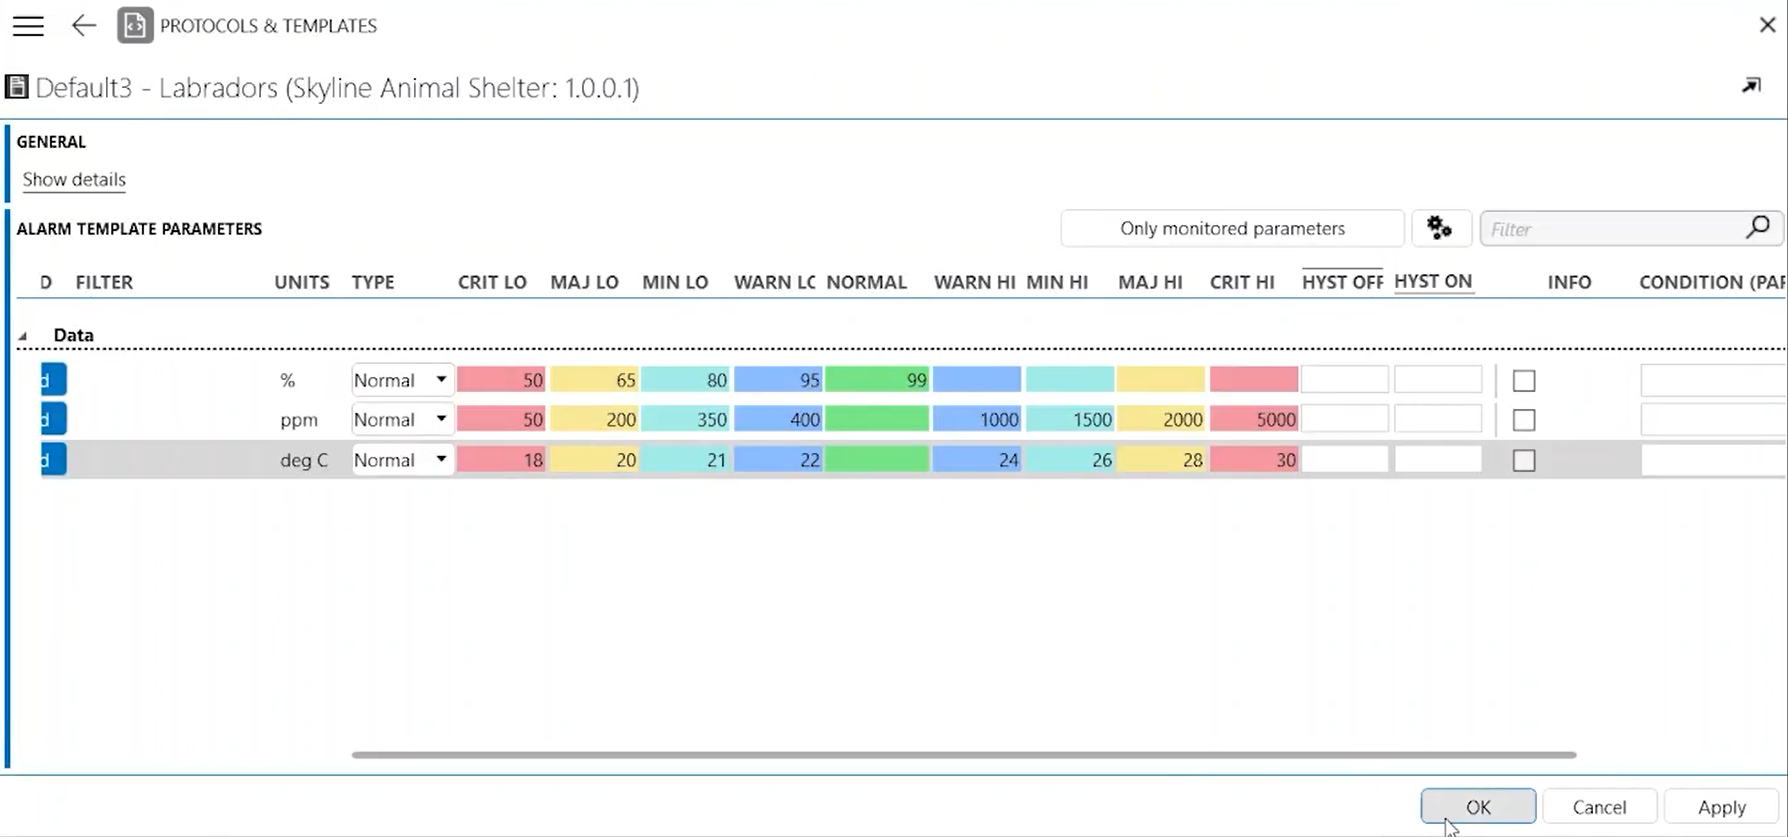 PROTOCOLS & TEMPLATES
Default3 - Labradors (Skyline Animal Shelter: 1.0.0.1)
GENERAL
Show details
ALARM TEMPLATE PARAMETERS Only monitored parameters Filter
D FILTER UNITS TYPE CRIT LO MAJ LO MIN LO WARN LO NORMAL WARN HI MIN HI MAJ HI CRIT HI HYST OFF HYST ON INFO CONDITION (PAR
Data
d % Normal 50 65 80 95 99
d ppm Normal 50 200 350 400 1000 1500 2000 5000
d deg C Normal 18 20 21 22 24 26 28 30
OK Cancel Apply